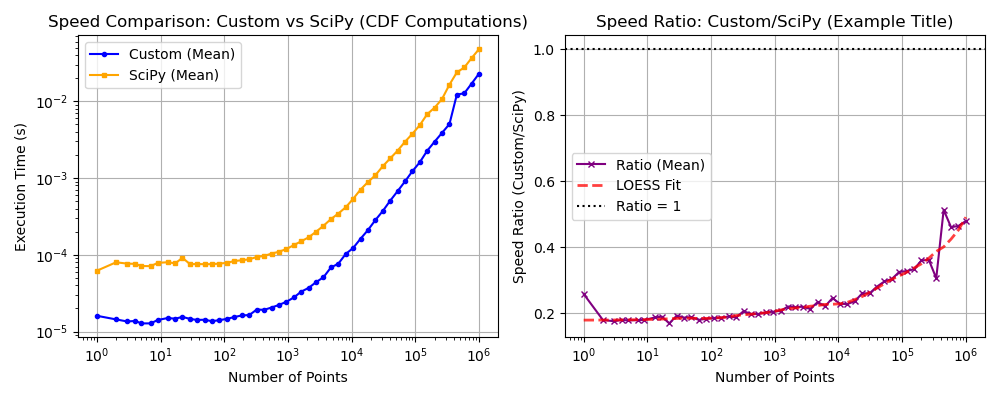 Speed Comparison: Custom vs SciPy (CDF Computations)
Custom (Mean)
SciPy (Mean)
Execution Time (s)
10⁻²
10⁻³
10⁻⁴
10⁻⁵
10⁰ 10¹ 10² 10³ 10⁴ 10⁵ 10⁶
Number of Points
Speed Ratio: Custom/SciPy (Example Title)
Speed Ratio (Custom/SciPy)
1.0
0.8
0.6
0.4
0.2
Ratio (Mean)
LOESS Fit
Ratio = 1
10⁰ 10¹ 10² 10³ 10⁴ 10⁵ 10⁶
Number of Points